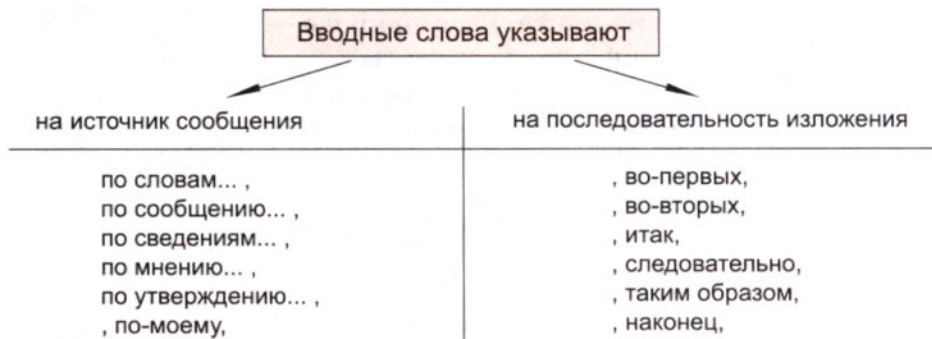 Вводные слова указывают
на источник сообщения
на последовательность изложения
по словам... ,
по сообщению... ,
по сведениям... ,
по мнению... ,
по утверждению... ,
, по-моему,
, во-первых,
, во-вторых,
, итак,
, следовательно,
, таким образом,
, наконец,